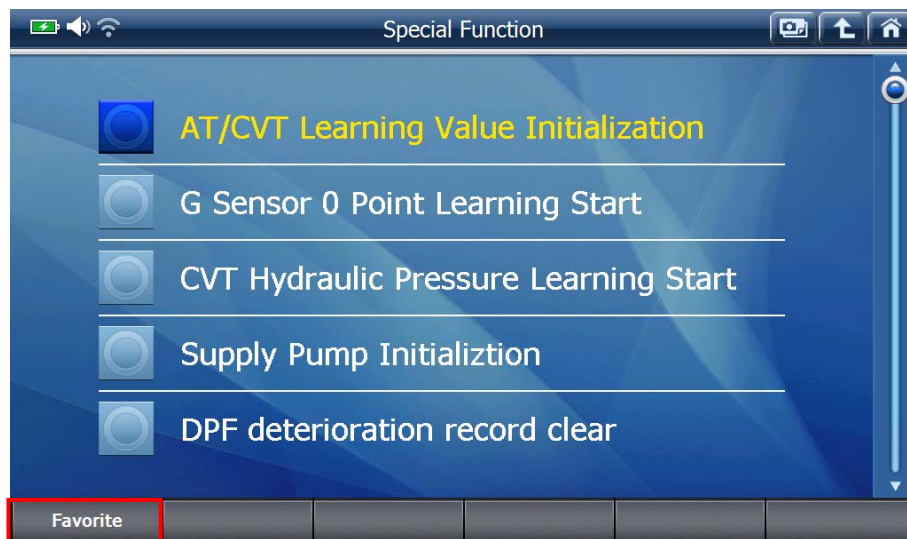 Special Function
AT/CVT Learning Value Initialization
G Sensor 0 Point Learning Start
CVT Hydraulic Pressure Learning Start
Supply Pump Initializtion
DPF deterioration record clear
Favorite